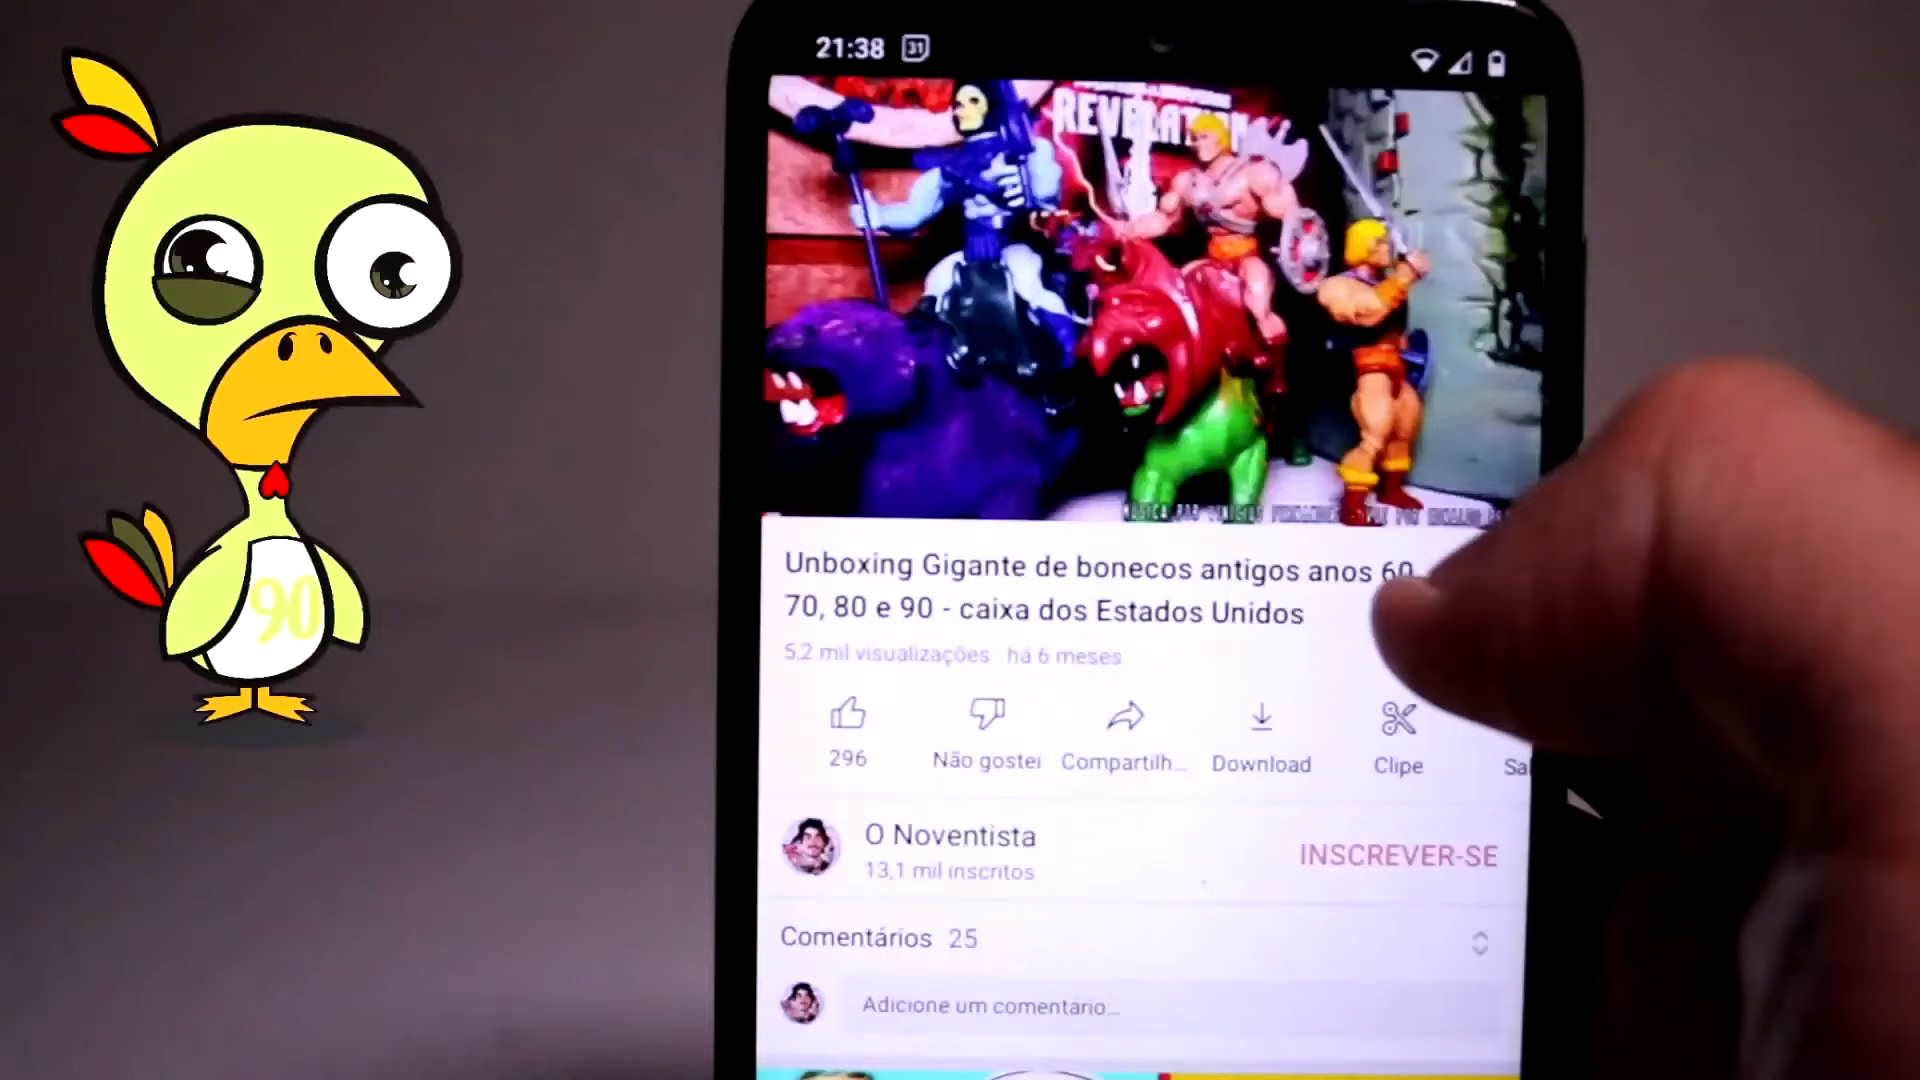 21:38
31
REVELATION
Unboxing Gigante de bonecos antigos anos 60,
70, 80 e 90 - caixa dos Estados Unidos
5,2 mil visualizações há 6 meses
296
Não gostei
Compartilh...
Download
Clipe
Sal
O Noventista
13,1 mil inscritos
INSCREVER-SE
Comentários 25
Adicione um comentário...
90